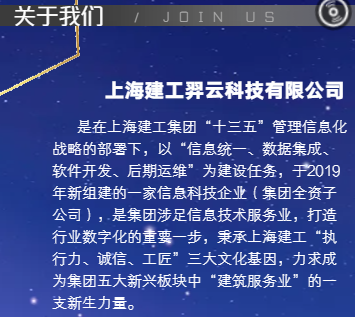 关于我们 / JOIN US
上海建工羿云科技有限公司
是在上海建工集团“十三五”管理信息化
战略的部署下，以“信息统一、数据集成、
软件开发、后期运维”为建设任务，于2019
年新组建的一家信息科技企业（集团全资子
公司），是集团涉足信息技术服务业，打造
行业数字化的重要一步，秉承上海建工“执
行力、诚信、工匠”三大文化基因，力求成
为集团五大新兴板块中“建筑服务业”的一
支新生力量。